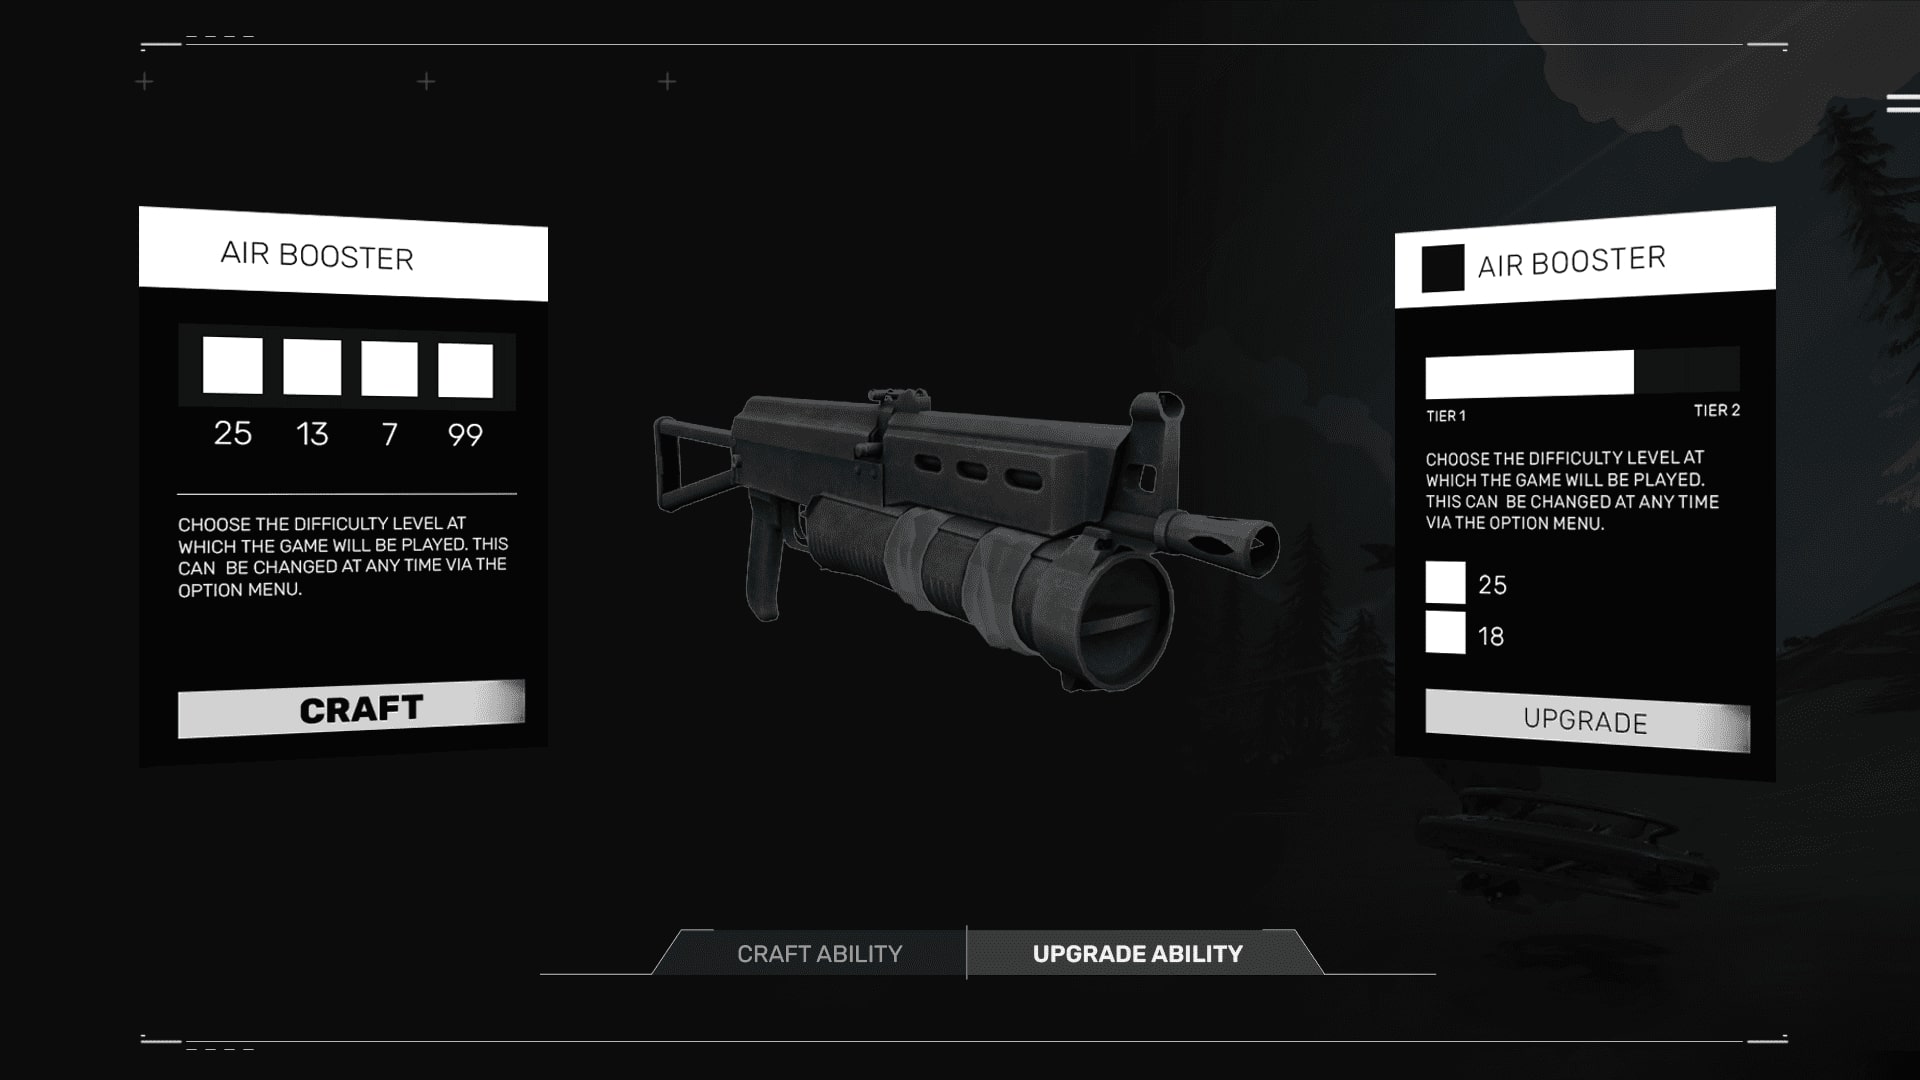 AIR BOOSTER
25 13 7 99
CHOOSE THE DIFFICULTY LEVEL AT
WHICH THE GAME WILL BE PLAYED. THIS
CAN BE CHANGED AT ANY TIME VIA THE
OPTION MENU.
CRAFT
AIR BOOSTER
TIER 1 TIER 2
CHOOSE THE DIFFICULTY LEVEL AT
WHICH THE GAME WILL BE PLAYED.
THIS CAN BE CHANGED AT ANY TIME
VIA THE OPTION MENU.
25
18
UPGRADE
CRAFT ABILITY UPGRADE ABILITY